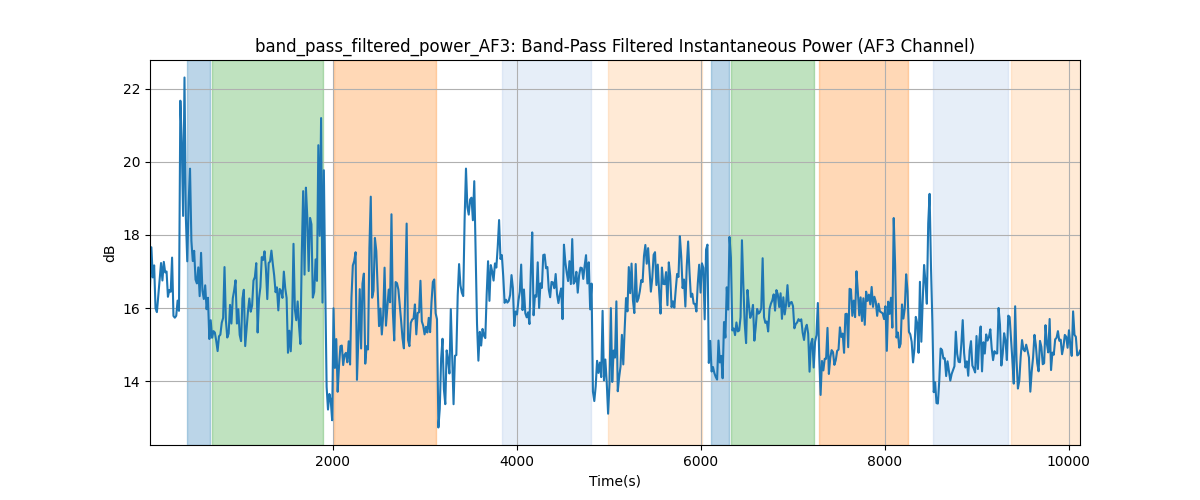 band_pass_filtered_power_AF3: Band-Pass Filtered Instantaneous Power (AF3 Channel)
22
20
18
16
14
dB
2000 4000 6000 8000 10000
Time(s)